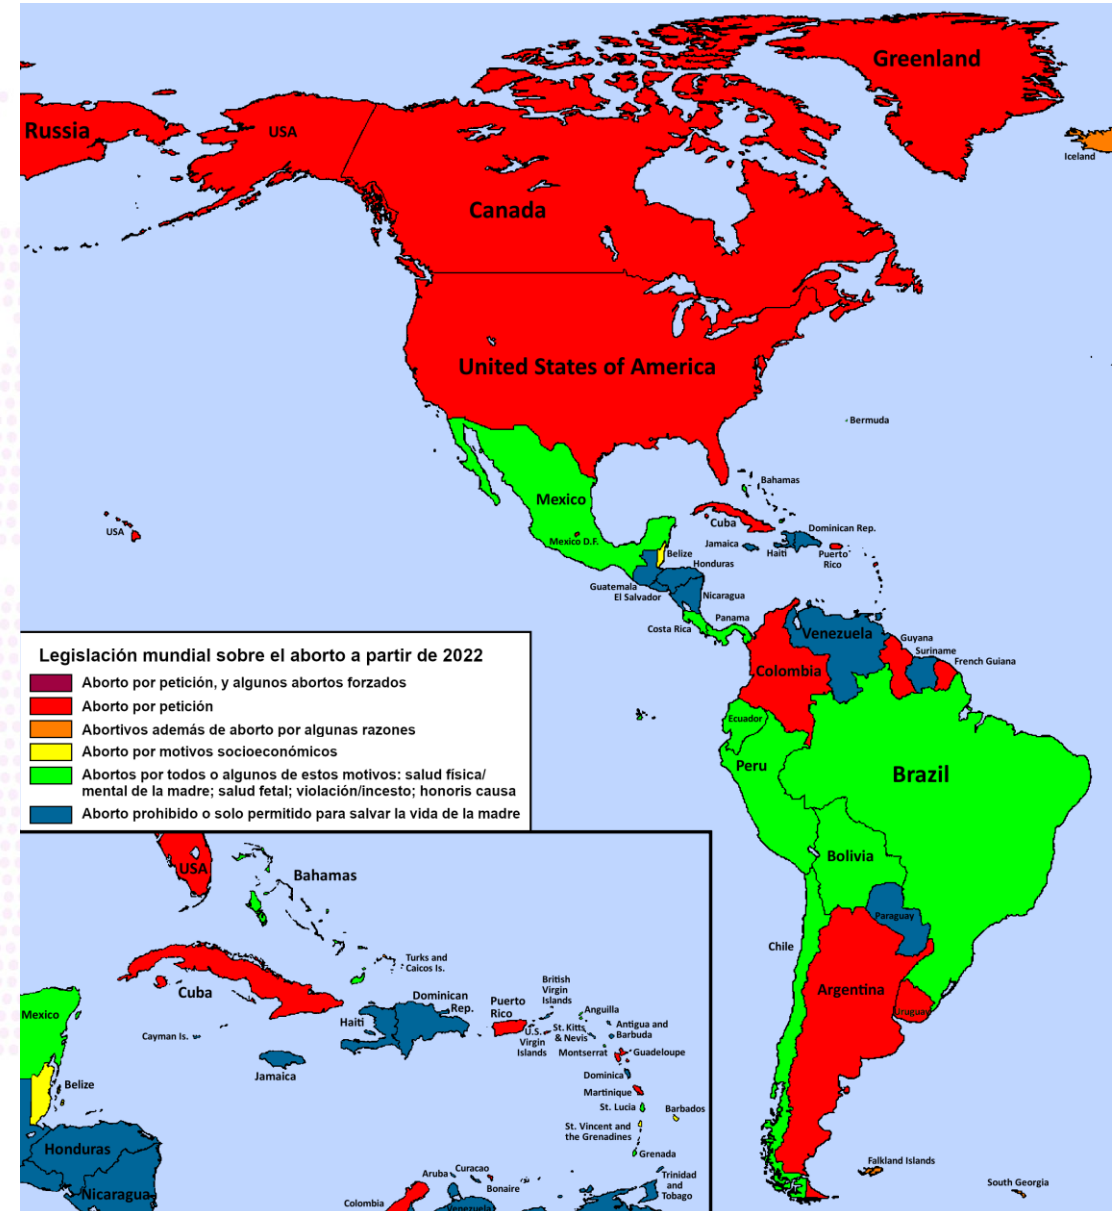 Greenland
Russia
USA
Iceland
Canada
United States of America
Bermuda
Mexico
Bahamas
USA
Mexico D.F.
Cuba
Dominican Rep.
Jamaica
Haiti
Puerto
Rico
Belize
Honduras
Guatemala
El Salvador
Nicaragua
Costa Rica
Panama
Venezuela
Guyana
Suriname
French Guiana
Colombia
Ecuador
Peru
Brazil
Bolivia
Paraguay
Chile
Argentina
Uruguay
Falkland Islands
South Georgia
Legislación mundial sobre el aborto a partir de 2022
Aborto por petición, y algunos abortos forzados
Aborto por petición
Abortivos además de aborto por algunas razones
Aborto por motivos socioeconómicos
Abortos por todos o algunos de estos motivos: salud física/
mental de la madre; salud fetal; violación/incesto; honoris causa
Aborto prohibido o solo permitido para salvar la vida de la madre
USA
Bahamas
Turks and
Caicos Is.
Cuba
Mexico
Cayman Is.
Haiti
Dominican
Rep.
Puerto
Rico
British
Virgin
Islands
Anguilla
U.S.
Virgin
Islands
St. Kitts
& Nevis
Antigua and
Barbuda
Montserrat
Guadeloupe
Jamaica
Dominica
Belize
Martinique
St. Lucia
Barbados
St. Vincent and
the Grenadines
Honduras
Grenada
Nicaragua
Aruba
Curacao
Bonaire
Trinidad
and
Tobago
Colombia
Venezuela